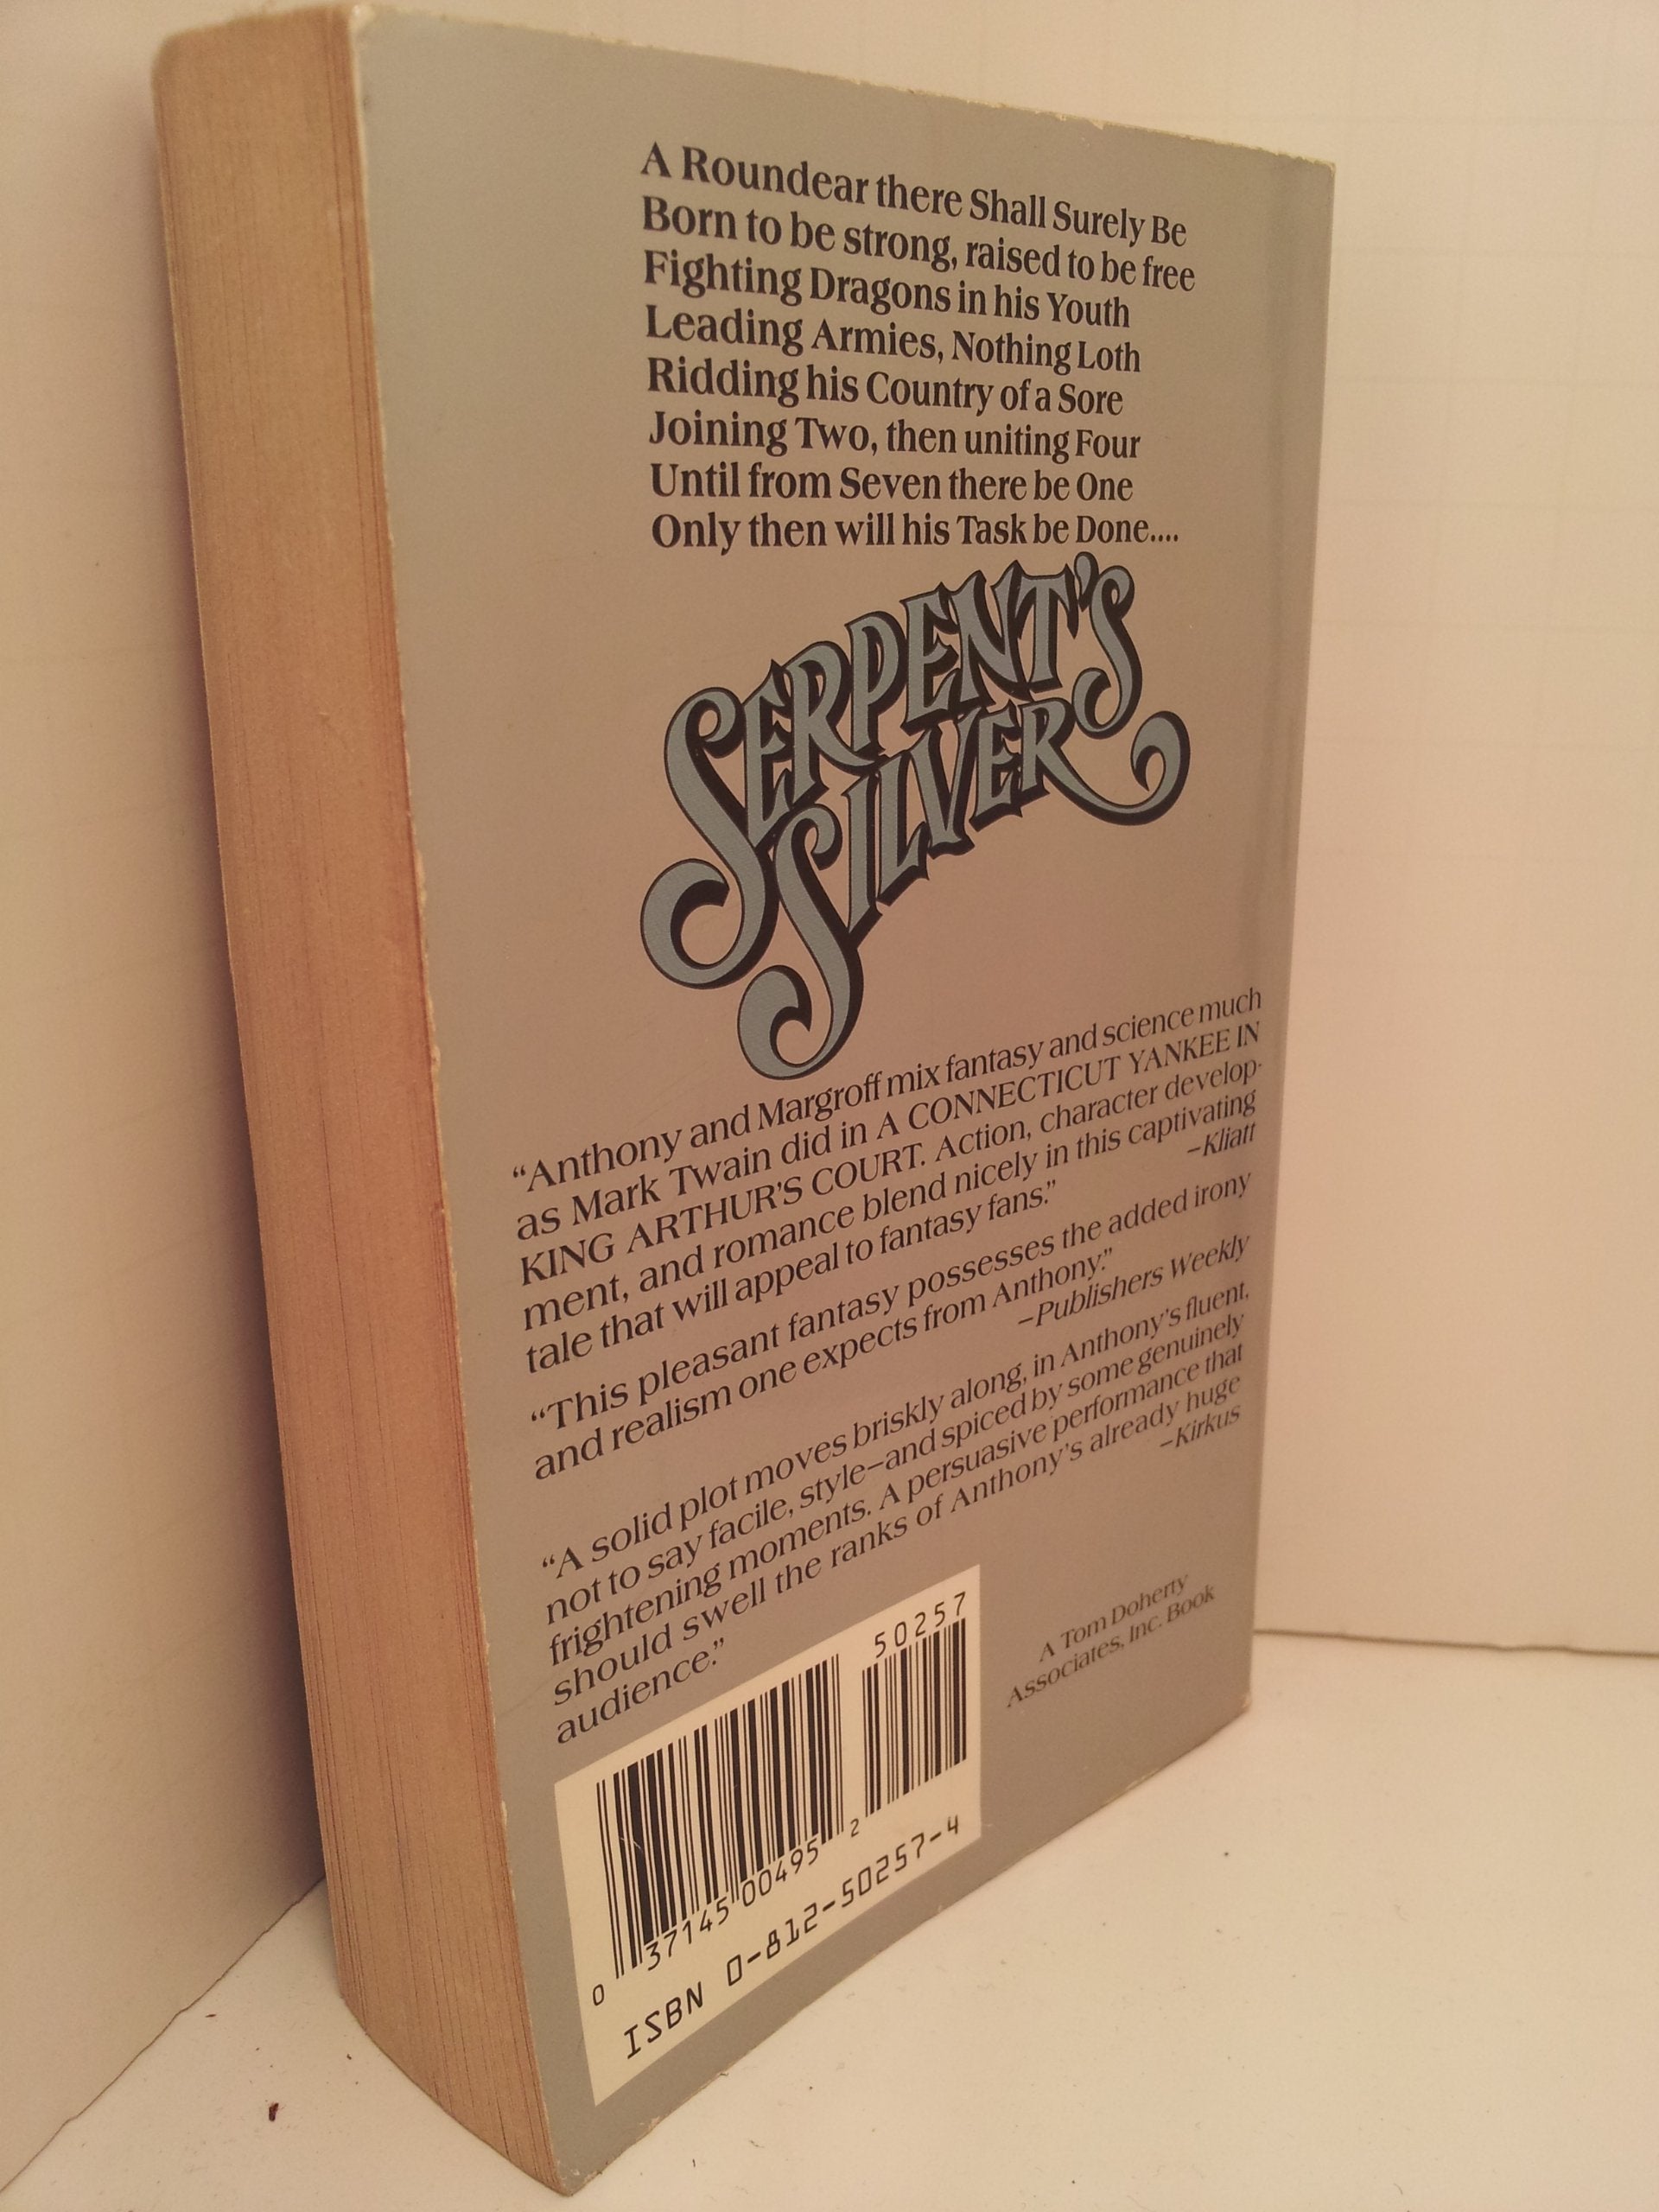 A Roundear there Shall Surely Be
Born to be strong, raised to be free
Fighting Dragons in his Youth
Leading Armies, Nothing Loth
Ridding his Country of a Sore
Joining Two, then uniting Four
Until from Seven there be One
Only then will his Task be Done....
SERPENT'S
SILVER
“Anthony and Margroff mix fantasy and science much
as Mark Twain did in A CONNECTICUT YANKEE IN
KING ARTHUR'S COURT. Action, character develop-
ment, and romance blend nicely in this captivating
tale that will appeal to fantasy fans.”
–Kliatt
“This pleasant fantasy possesses the added irony
and realism one expects from Anthony.”
–Publishers Weekly
“A solid plot moves briskly along, in Anthony's fluent,
not to say facile, style–and spiced by some genuinely
frightening moments. A persuasive performance that
should swell the ranks of Anthony's already huge
audience.”
–Kirkus
A Tom Doherty
Associates, Inc. Book
50257
0 37145 00495 2
ISBN 0-812-50257-4